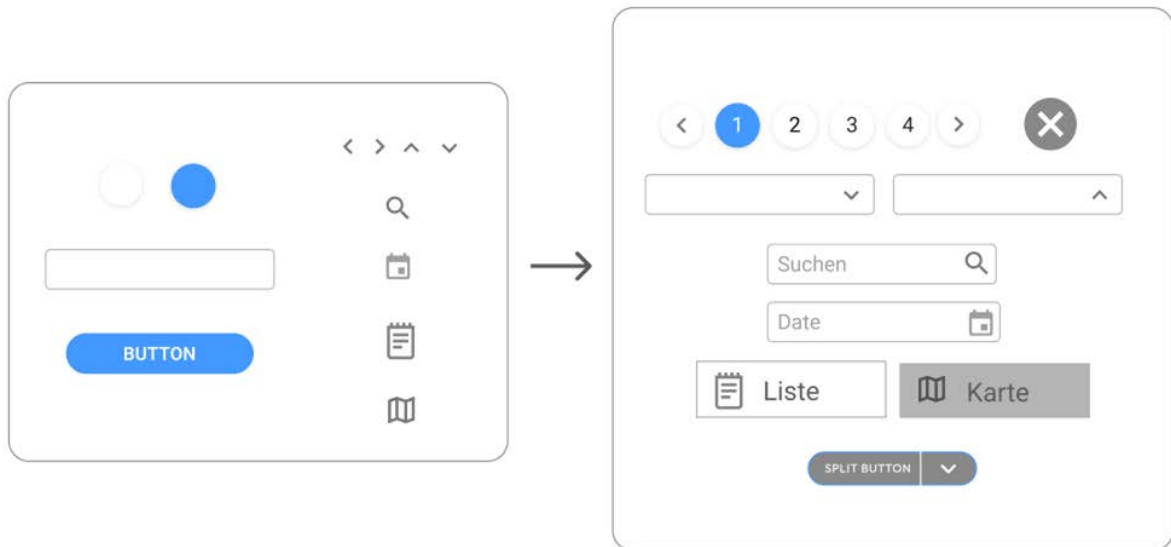 BUTTON
1 2 3 4
Suchen
Date
Liste
Karte
SPLIT BUTTON